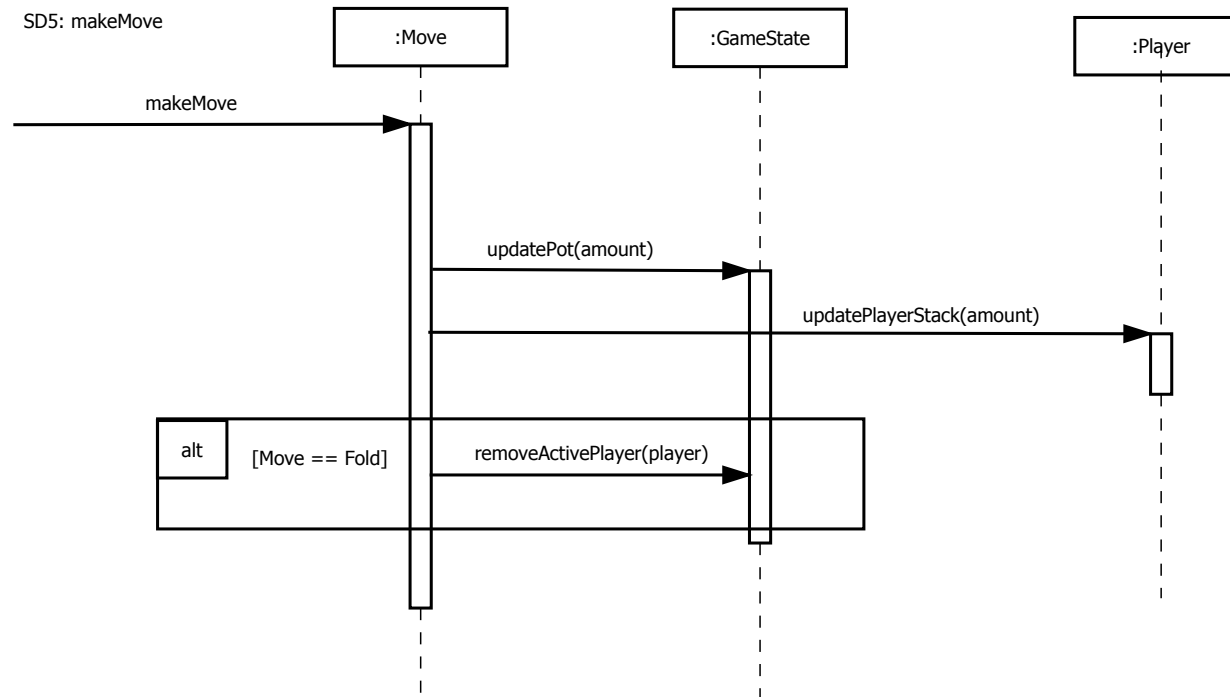 SD5: makeMove
:Move
:GameState
:Player
makeMove
updatePot(amount)
updatePlayerStack(amount)
alt
[Move == Fold]
removeActivePlayer(player)